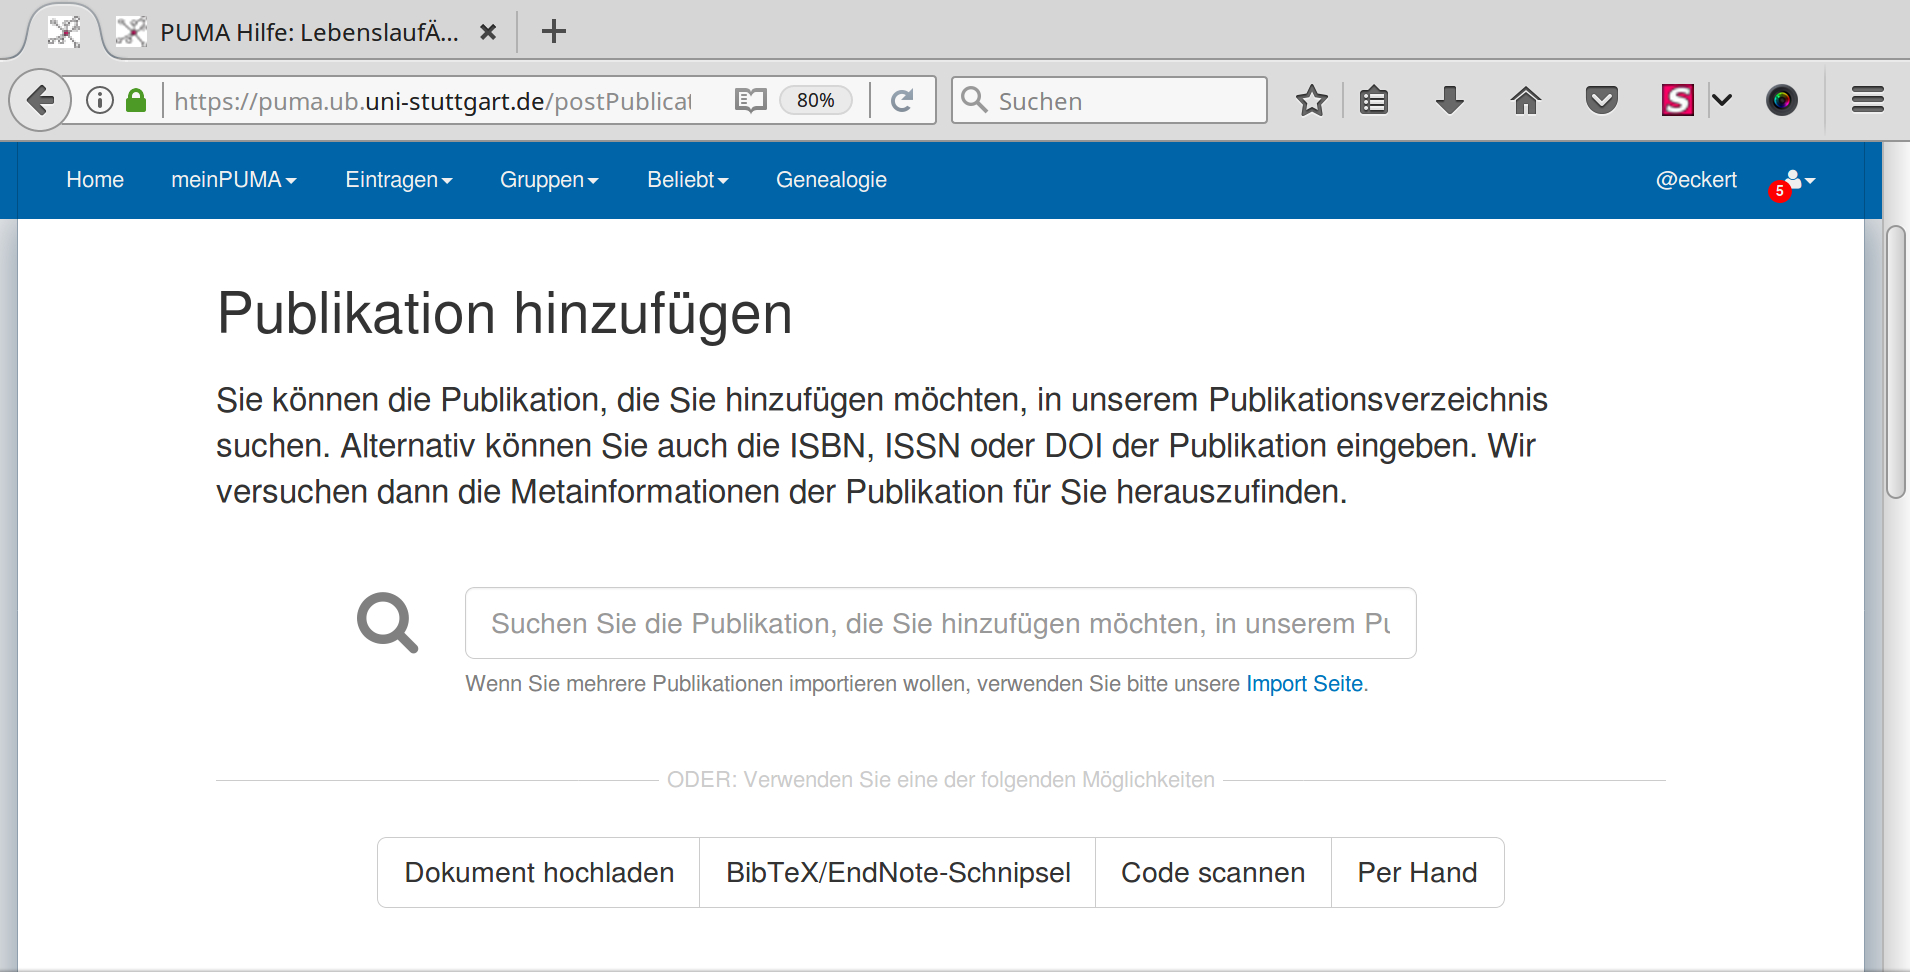 PUMA Hilfe: LebenslaufÄ...
https://puma.ub.uni-stuttgart.de/postPublicat
80%
Suchen
Home meinPUMA Eintragen Gruppen Beliebt Genealogie @eckert 5
Publikation hinzufügen
Sie können die Publikation, die Sie hinzufügen möchten, in unserem Publikationsverzeichnis
suchen. Alternativ können Sie auch die ISBN, ISSN oder DOI der Publikation eingeben. Wir
versuchen dann die Metainformationen der Publikation für Sie herauszufinden.
Suchen Sie die Publikation, die Sie hinzufügen möchten, in unserem
Wenn Sie mehrere Publikationen importieren wollen, verwenden Sie bitte unsere Import Seite.
ODER: Verwenden Sie eine der folgenden Möglichkeiten
Dokument hochladen BibTeX/EndNote-Schnipsel Code scannen Per Hand